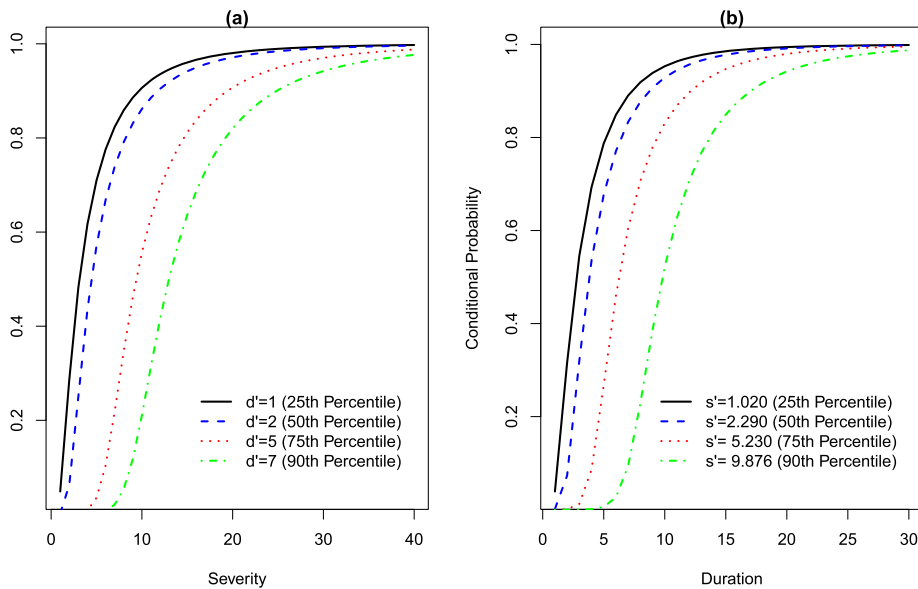 (a)
1.0
0.8
0.6
0.4
0.2
0 10 20 30 40
Severity
d'=1 (25th Percentile)
d'=2 (50th Percentile)
d'=5 (75th Percentile)
d'=7 (90th Percentile)
(b)
Conditional Probability
1.0
0.8
0.6
0.4
0.2
0 5 10 15 20 25 30
Duration
s'=1.020 (25th Percentile)
s'=2.290 (50th Percentile)
s'= 5.230 (75th Percentile)
s'= 9.876 (90th Percentile)